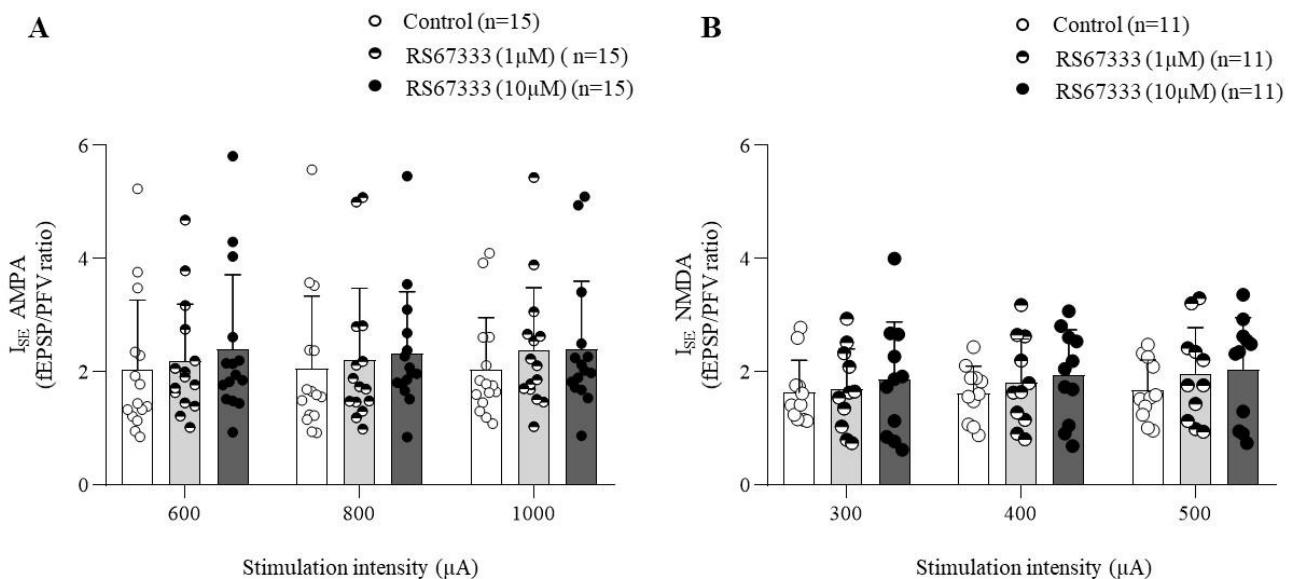 A
Control (n=15)
RS67333 (1μM) ( n=15)
RS67333 (10μM) (n=15)
I_SE AMPA
(fEPSP/PFV ratio)
6
4
2
0
600
800
1000
Stimulation intensity (μA)
B
Control (n=11)
RS67333 (1μM) (n=11)
RS67333 (10μM) (n=11)
I_SE NMDA
(fEPSP/PFV ratio)
6
4
2
0
300
400
500
Stimulation intensity (μA)